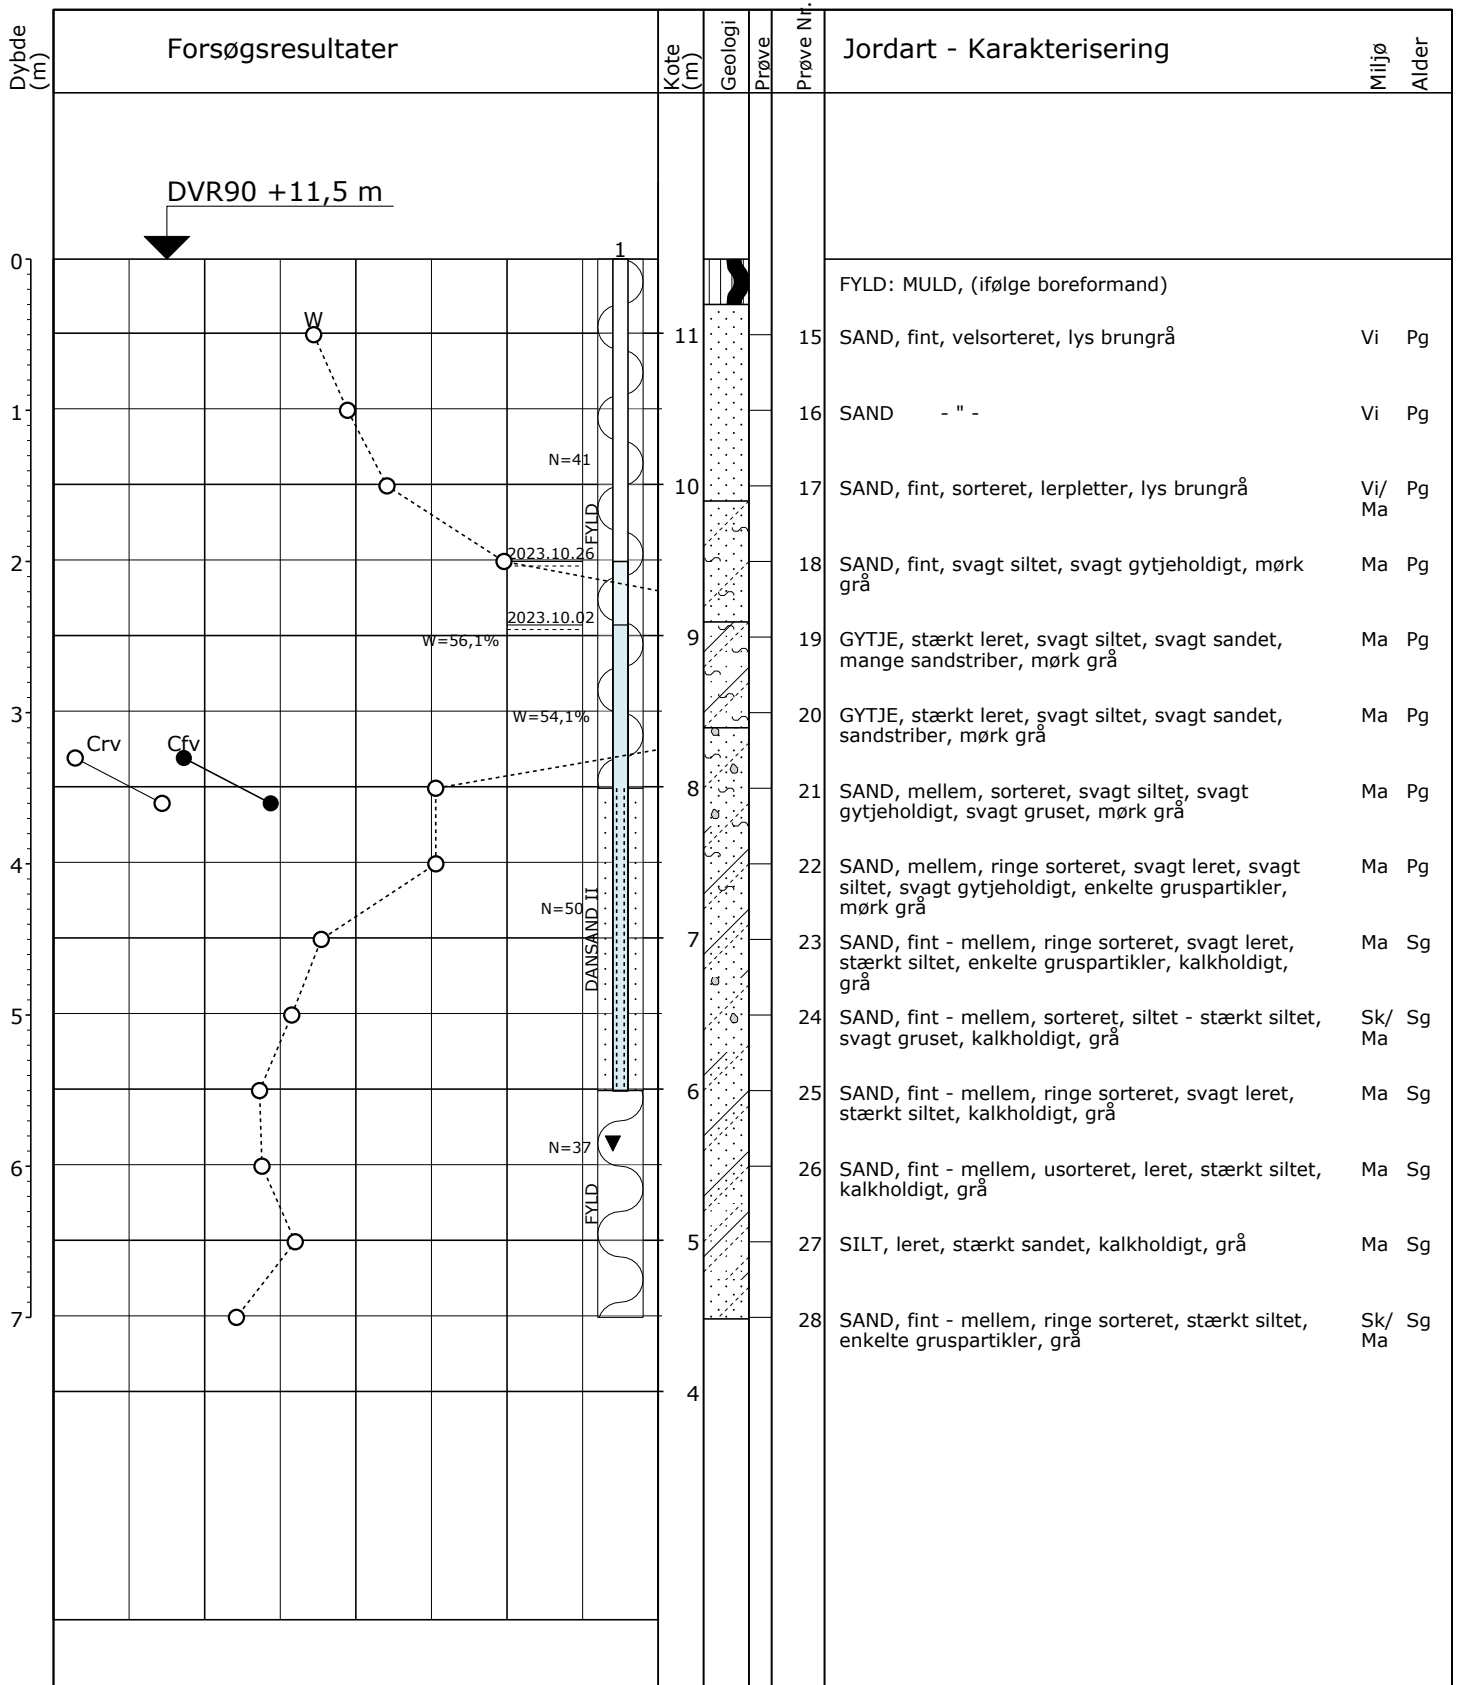 Dybde
(m)
Forsøgsresultater
Kote
(m)
Geologi
Prøve
Prøve Nr.
Jordart - Karakterisering
Miljø
Alder
DVR90 +11,5 m
1
0
FYLD: MULD, (ifølge boreformand)
W
11
15 SAND, fint, velsorteret, lys brungrå Vi Pg
1
16 SAND - " - Vi Pg
N=41
10
17 SAND, fint, sorteret, lerpletter, lys brungrå Vi/ Pg
Ma
FYLD
2023.10.26
2
18 SAND, fint, svagt siltet, svagt gytjeholdigt, mørk Ma Pg
grå
2023.10.02
W=56,1%
9
19 GYTJE, stærkt leret, svagt siltet, svagt sandet, Ma Pg
mange sandstriber, mørk grå
3
W=54,1%
20 GYTJE, stærkt leret, svagt siltet, svagt sandet, Ma Pg
sandstriber, mørk grå
Crv
Cfv
8
21 SAND, mellem, sorteret, svagt siltet, svagt Ma Pg
gytjeholdigt, svagt gruset, mørk grå
4
22 SAND, mellem, ringe sorteret, svagt leret, svagt Ma Pg
siltet, svagt gytjeholdigt, enkelte gruspartikler,
mørk grå
N=50
DANSAND II
7
23 SAND, fint - mellem, ringe sorteret, svagt leret, Ma Sg
stærkt siltet, enkelte gruspartikler, kalkholdigt,
grå
5
24 SAND, fint - mellem, sorteret, siltet - stærkt siltet, Sk/ Sg
svagt gruset, kalkholdigt, grå Ma
6
25 SAND, fint - mellem, ringe sorteret, svagt leret, Ma Sg
stærkt siltet, kalkholdigt, grå
N=37
6
26 SAND, fint - mellem, usorteret, leret, stærkt siltet, Ma Sg
kalkholdigt, grå
FYLD
5
27 SILT, leret, stærkt sandet, kalkholdigt, grå Ma Sg
7
28 SAND, fint - mellem, ringe sorteret, stærkt siltet, Sk/ Sg
enkelte gruspartikler, grå Ma
4